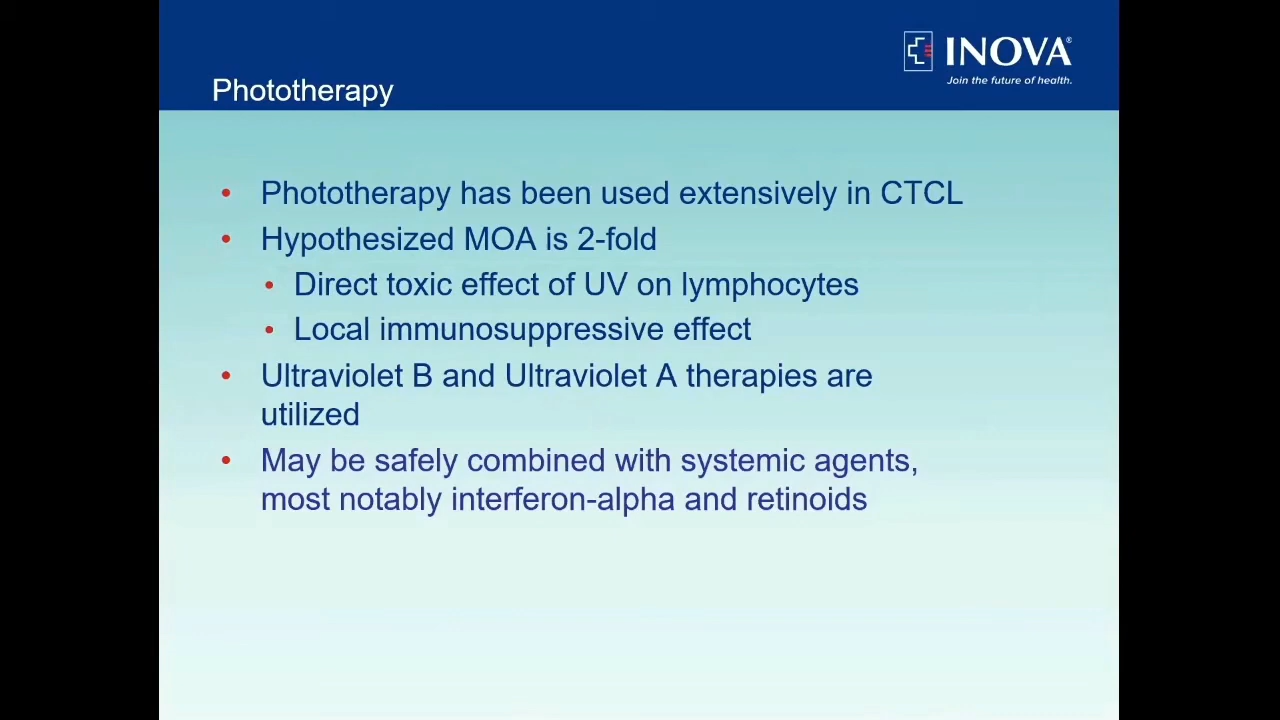 INOVA®
Join the future of health.
Phototherapy
• Phototherapy has been used extensively in CTCL
• Hypothesized MOA is 2-fold
• Direct toxic effect of UV on lymphocytes
• Local immunosuppressive effect
• Ultraviolet B and Ultraviolet A therapies are
utilized
• May be safely combined with systemic agents,
most notably interferon-alpha and retinoids